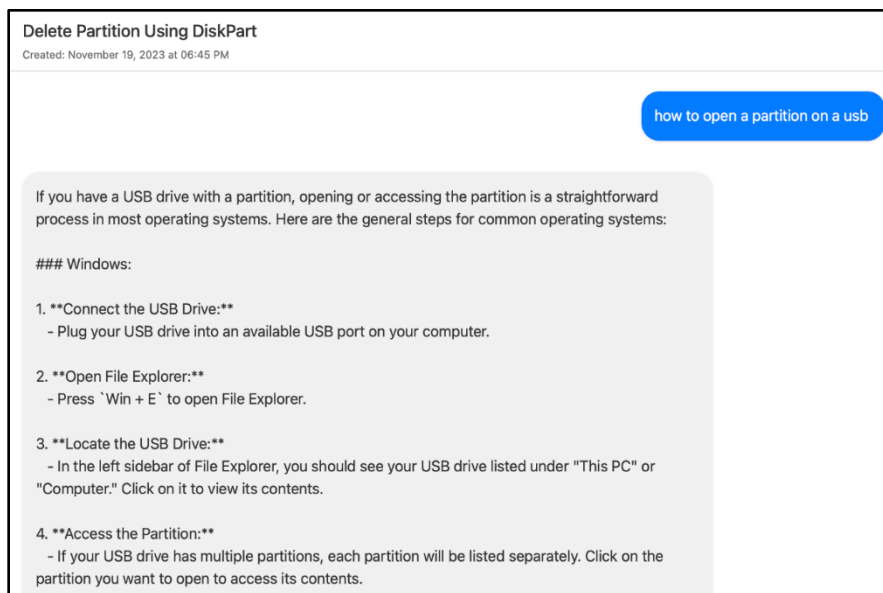 Delete Partition Using DiskPart
Created: November 19, 2023 at 06:45 PM
how to open a partition on a usb
If you have a USB drive with a partition, opening or accessing the partition is a straightforward
process in most operating systems. Here are the general steps for common operating systems:
### Windows:
1. **Connect the USB Drive:**
- Plug your USB drive into an available USB port on your computer.
2. **Open File Explorer:**
- Press `Win + E` to open File Explorer.
3. **Locate the USB Drive:**
- In the left sidebar of File Explorer, you should see your USB drive listed under "This PC" or
"Computer." Click on it to view its contents.
4. **Access the Partition:**
- If your USB drive has multiple partitions, each partition will be listed separately. Click on the
partition you want to open to access its contents.